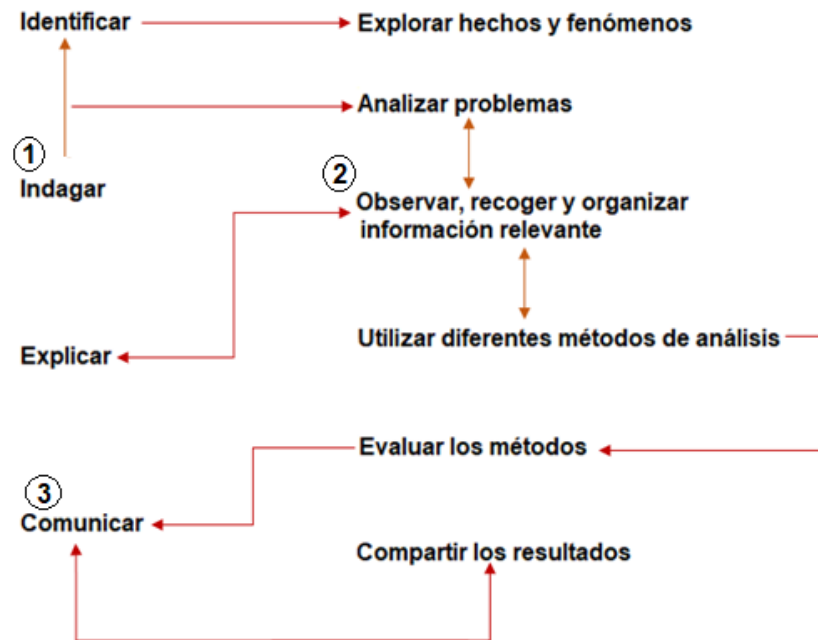 Identificar
Explorar hechos y fenómenos
Analizar problemas
1
Indagar
2
Observar, recoger y organizar
información relevante
Explicar
Utilizar diferentes métodos de análisis
Evaluar los métodos
3
Comunicar
Compartir los resultados